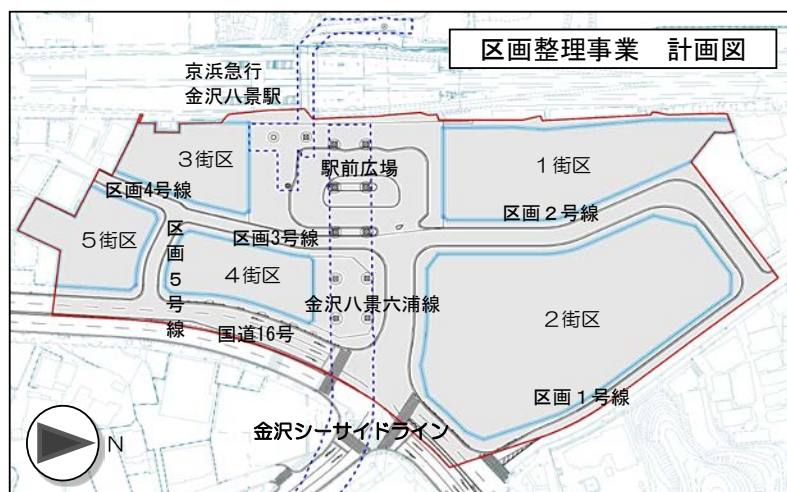 区画整理事業　計画図
京浜急行
金沢八景駅
3街区
駅前広場
1街区
区画4号線
区画２号線
5街区
区画5号線
区画3号線
4街区
金沢八景六浦線
2街区
国道16号
区画１号線
金沢シーサイドライン
N